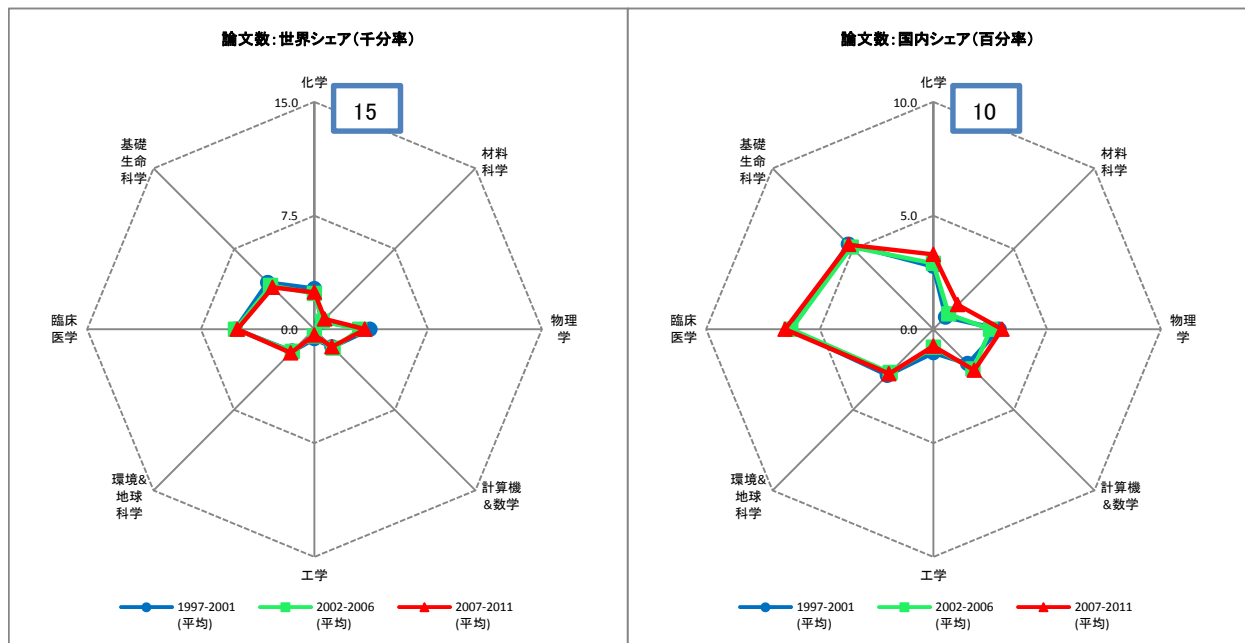 論文数：世界シェア（千分率）
化学
15.0
15
基礎
生命
科学
材料
科学
7.5
臨床
医学
0.0
物理
学
環境&
地球
科学
計算機
&数学
工学
1997-2001
(平均)
2002-2006
(平均)
2007-2011
(平均)
論文数：国内シェア（百分率）
化学
10.0
10
基礎
生命
科学
材料
科学
5.0
臨床
医学
0.0
物理
学
環境&
地球
科学
計算機
&数学
工学
1997-2001
(平均)
2002-2006
(平均)
2007-2011
(平均)